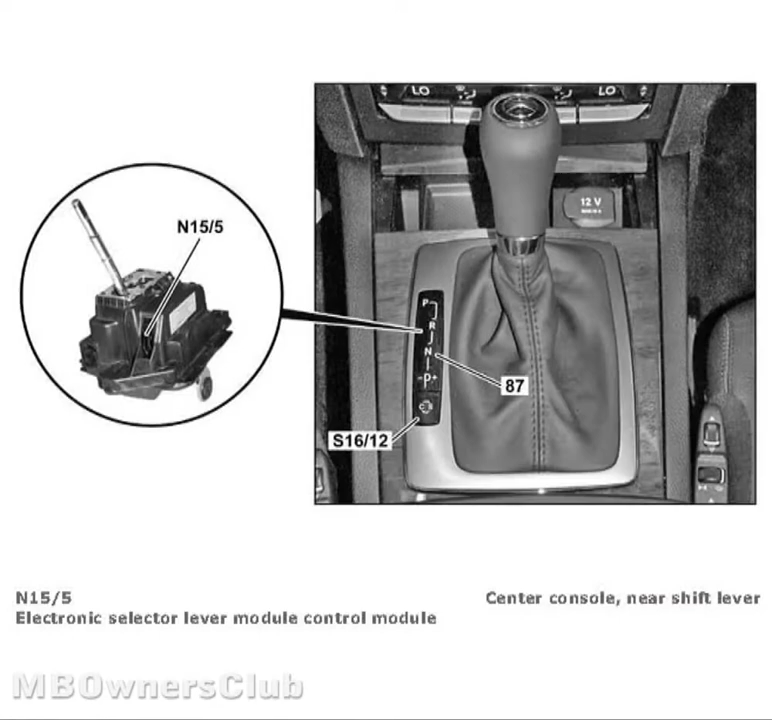 LO LO
12 V
N15/5
P
R
N
-D+
87
C
S16/12
N15/5 Center console, near shift lever
Electronic selector lever module control module
MBOwnersClub